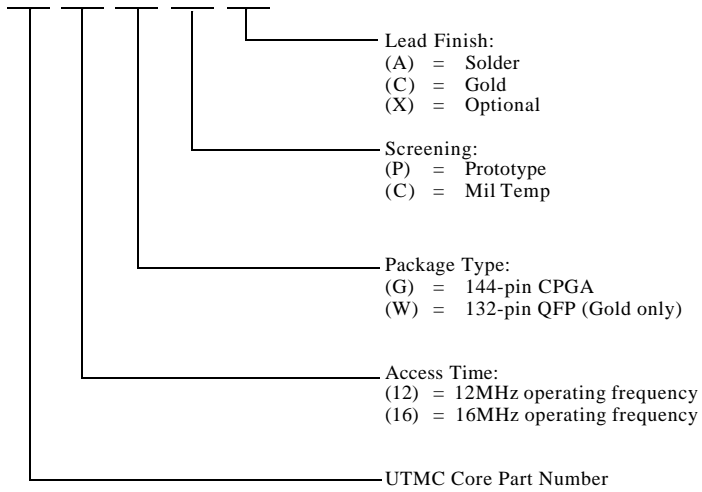 Lead Finish:
(A) = Solder
(C) = Gold
(X) = Optional
Screening:
(P) = Prototype
(C) = Mil Temp
Package Type:
(G) = 144-pin CPGA
(W) = 132-pin QFP (Gold only)
Access Time:
(12) = 12MHz operating frequency
(16) = 16MHz operating frequency
UTMC Core Part Number